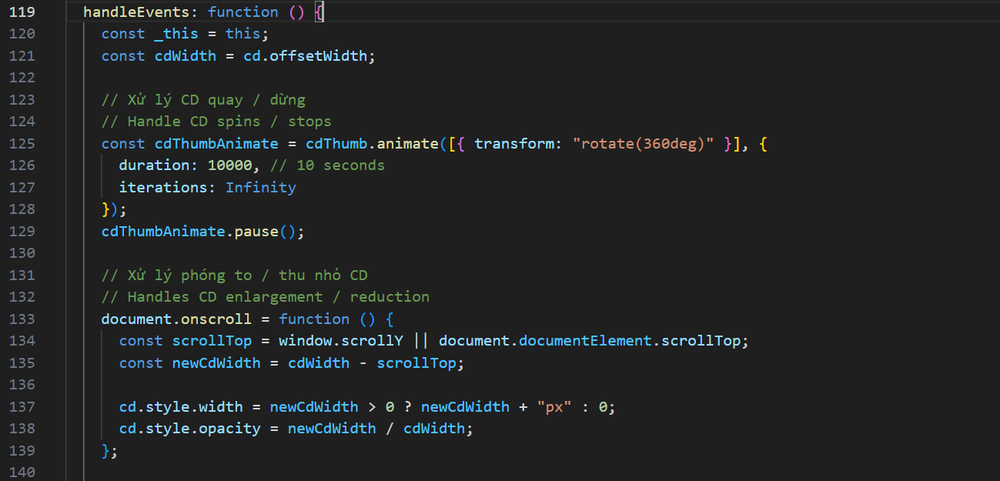 119 handleEvents: function () {
120 const _this = this;
121 const cdWidth = cd.offsetWidth;
122
123 // Xử lý CD quay / dừng
124 // Handle CD spins / stops
125 const cdThumbAnimate = cdThumb.animate([{ transform: "rotate(360deg)" }], {
126 duration: 10000, // 10 seconds
127 iterations: Infinity
128 });
129 cdThumbAnimate.pause();
130
131 // Xử lý phóng to / thu nhỏ CD
132 // Handles CD enlargement / reduction
133 document.onscroll = function () {
134 const scrollTop = window.scrollY || document.documentElement.scrollTop;
135 const newCdWidth = cdWidth - scrollTop;
136
137 cd.style.width = newCdWidth > 0 ? newCdWidth + "px" : 0;
138 cd.style.opacity = newCdWidth / cdWidth;
139 };
140